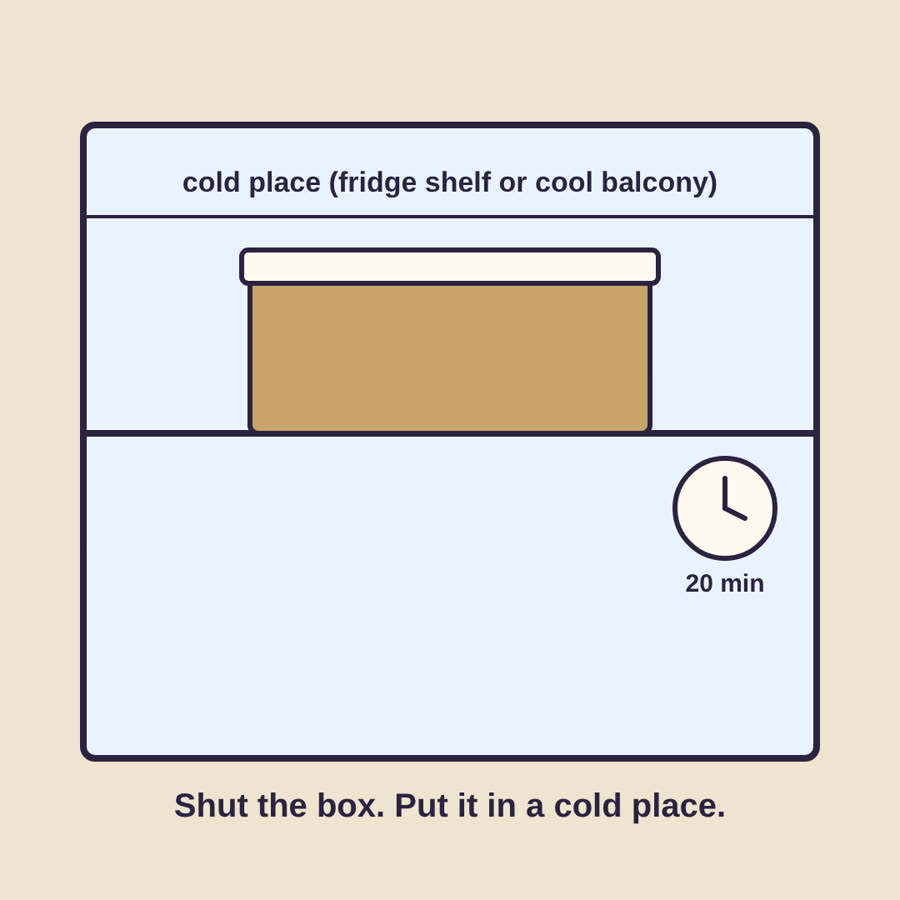 cold place (fridge shelf or cool balcony)
20 min
Shut the box. Put it in a cold place.